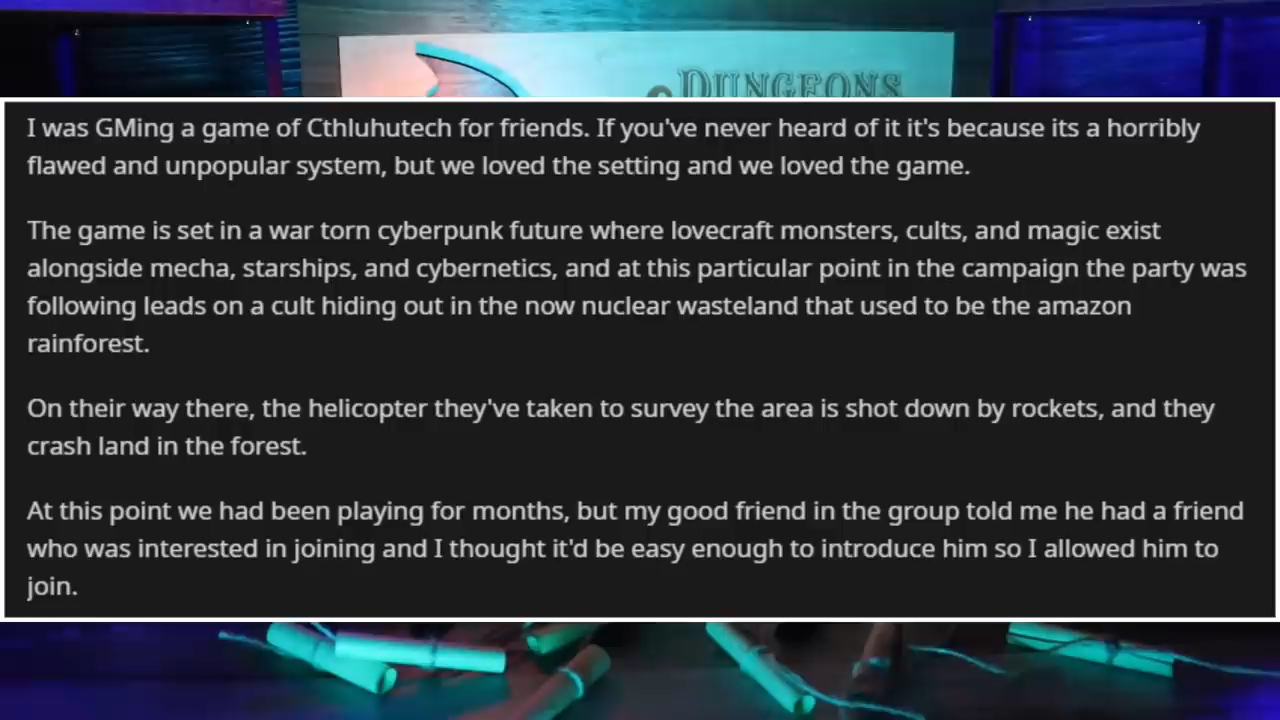 DUNGEONS
I was GMing a game of Cthluhutech for friends. If you've never heard of it it's because its a horribly
flawed and unpopular system, but we loved the setting and we loved the game.
The game is set in a war torn cyberpunk future where lovecraft monsters, cults, and magic exist
alongside mecha, starships, and cybernetics, and at this particular point in the campaign the party was
following leads on a cult hiding out in the now nuclear wasteland that used to be the amazon
rainforest.
On their way there, the helicopter they've taken to survey the area is shot down by rockets, and they
crash land in the forest.
At this point we had been playing for months, but my good friend in the group told me he had a friend
who was interested in joining and I thought it'd be easy enough to introduce him so I allowed him to
join.